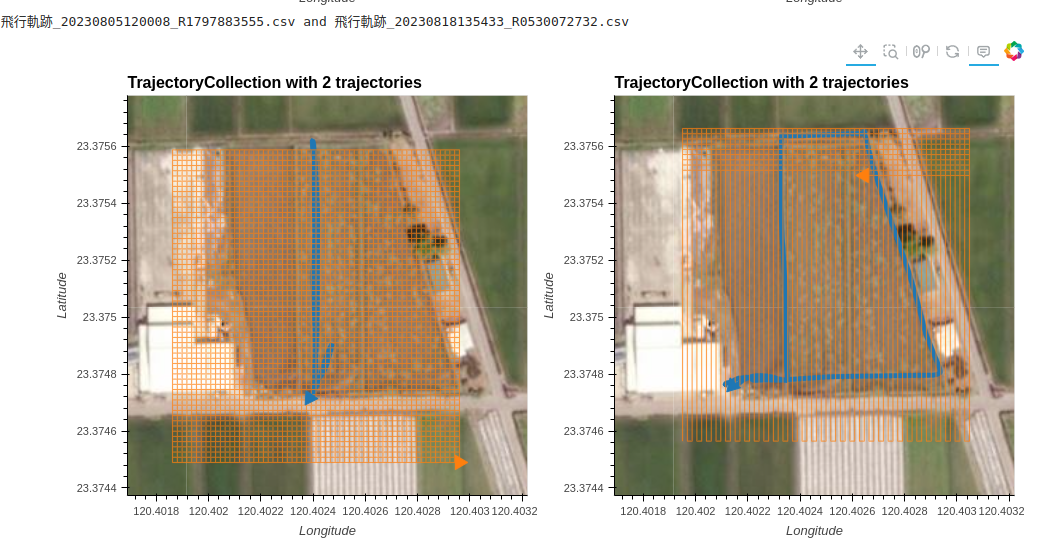 Longitude Longitude
飛行軌跡_20230805120008_R1797883555.csv and 飛行軌跡_20230818135433_R0530072732.csv
TrajectoryCollection with 2 trajectories
23.3756
23.3754
23.3752
23.375
23.3748
23.3746
23.3744
Latitude
120.4018 120.402 120.4022 120.4024 120.4026 120.4028 120.403 120.4032
Longitude
TrajectoryCollection with 2 trajectories
23.3756
23.3754
23.3752
23.375
23.3748
23.3746
23.3744
Latitude
120.4018 120.402 120.4022 120.4024 120.4026 120.4028 120.403 120.4032
Longitude